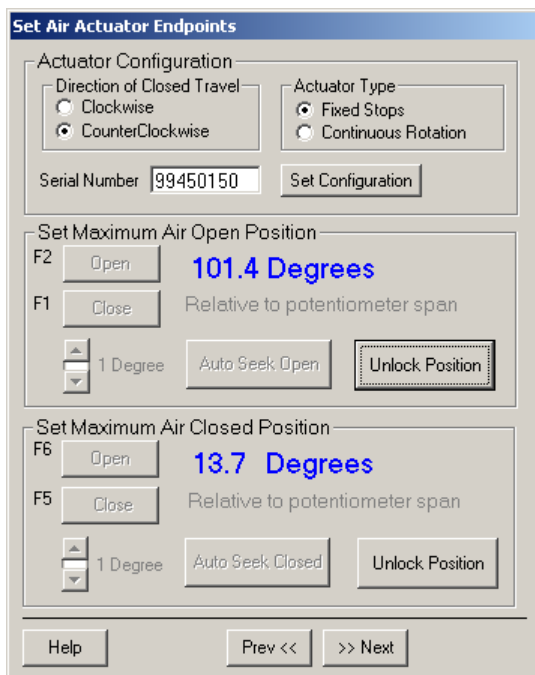 Set Air Actuator Endpoints
Actuator Configuration
Direction of Closed Travel
Clockwise
CounterClockwise
Actuator Type
Fixed Stops
Continuous Rotation
Serial Number 99450150 Set Configuration
Set Maximum Air Open Position
F2 Open 101.4 Degrees
F1 Close Relative to potentiometer span
1 Degree Auto Seek Open Unlock Position
Set Maximum Air Closed Position
F6 Open 13.7 Degrees
F5 Close Relative to potentiometer span
1 Degree Auto Seek Closed Unlock Position
Help Prev << >> Next